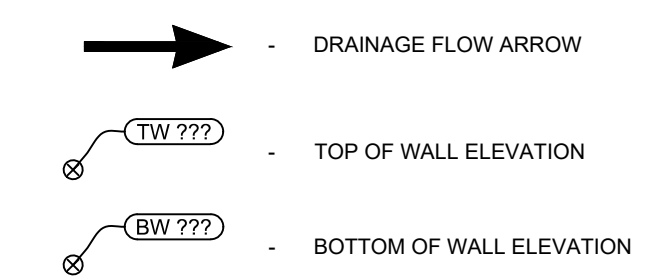 - DRAINAGE FLOW ARROW
TW ??? - TOP OF WALL ELEVATION
BW ??? - BOTTOM OF WALL ELEVATION